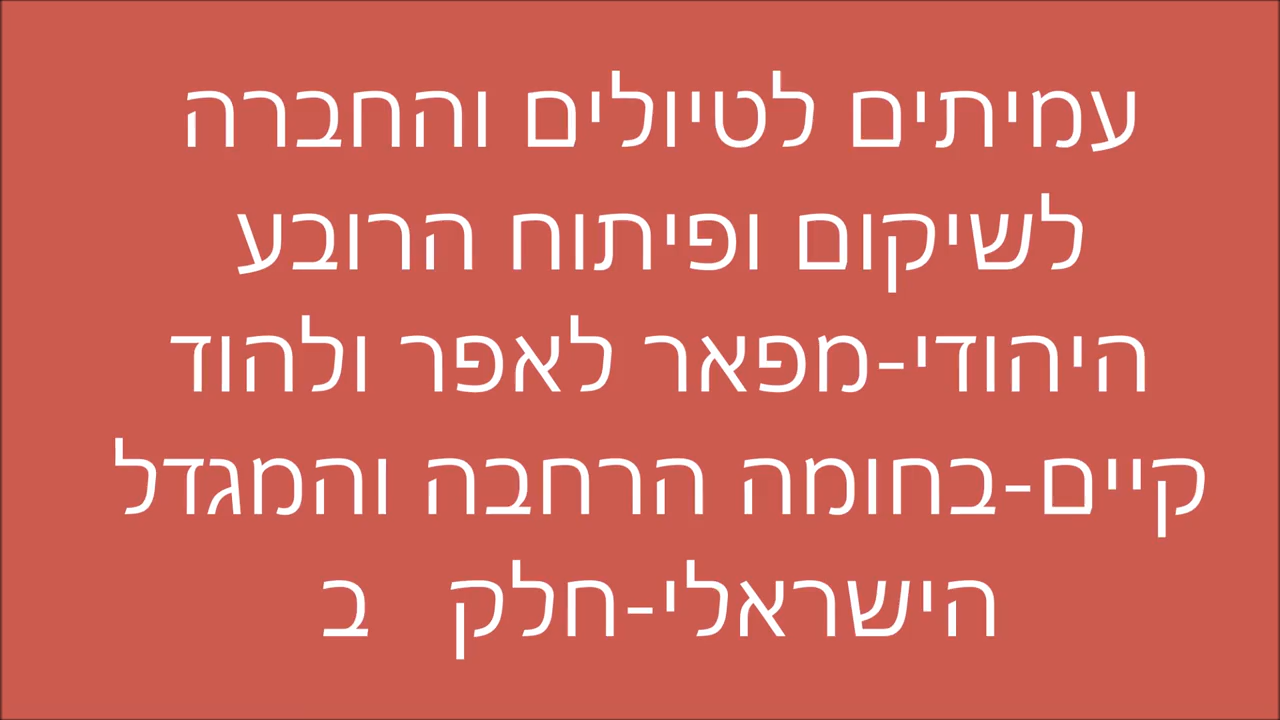 עמיתים לטיולים והחברה
לשיקום ופיתוח הרובע
היהודי-מפאר לאפר ולהוד
קיים-בחומה הרחבה והמגדל
הישראלי-חלק ב